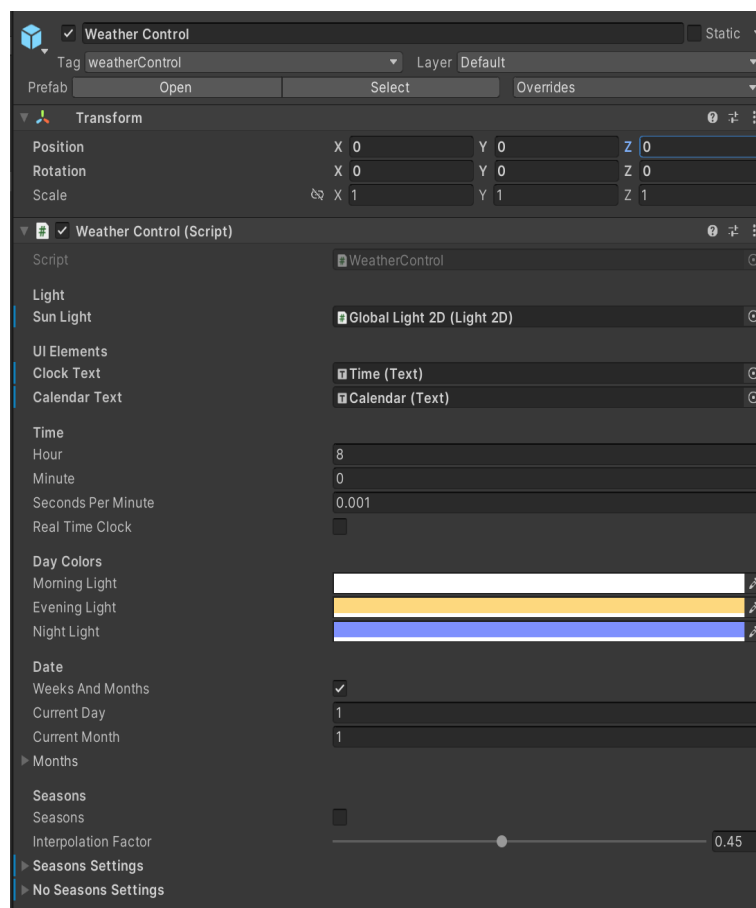 Weather Control Static
Tag weatherControl Layer Default
Prefab Open Select Overrides
Transform
Position X 0 Y 0 Z 0
Rotation X 0 Y 0 Z 0
Scale X 1 Y 1 Z 1
# Weather Control (Script)
Script # WeatherControl
Light
Sun Light # Global Light 2D (Light 2D)
UI Elements
Clock Text T Time (Text)
Calendar Text T Calendar (Text)
Time
Hour 8
Minute 0
Seconds Per Minute 0.001
Real Time Clock
Day Colors
Morning Light
Evening Light
Night Light
Date
Weeks And Months
Current Day 1
Current Month 1
Months
Seasons
Seasons
Interpolation Factor 0.45
Seasons Settings
No Seasons Settings